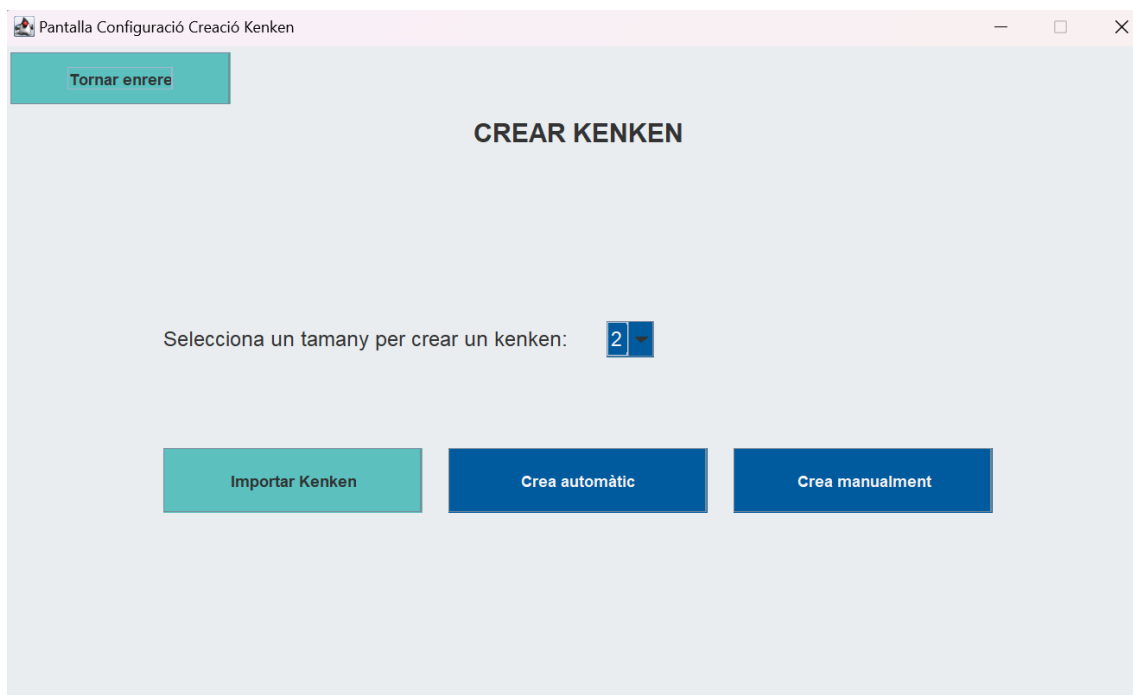 Pantalla Configuració Creació Kenken
Tornar enrere
CREAR KENKEN
Selecciona un tamany per crear un kenken: 2
Importar Kenken Crea automàtic Crea manualment